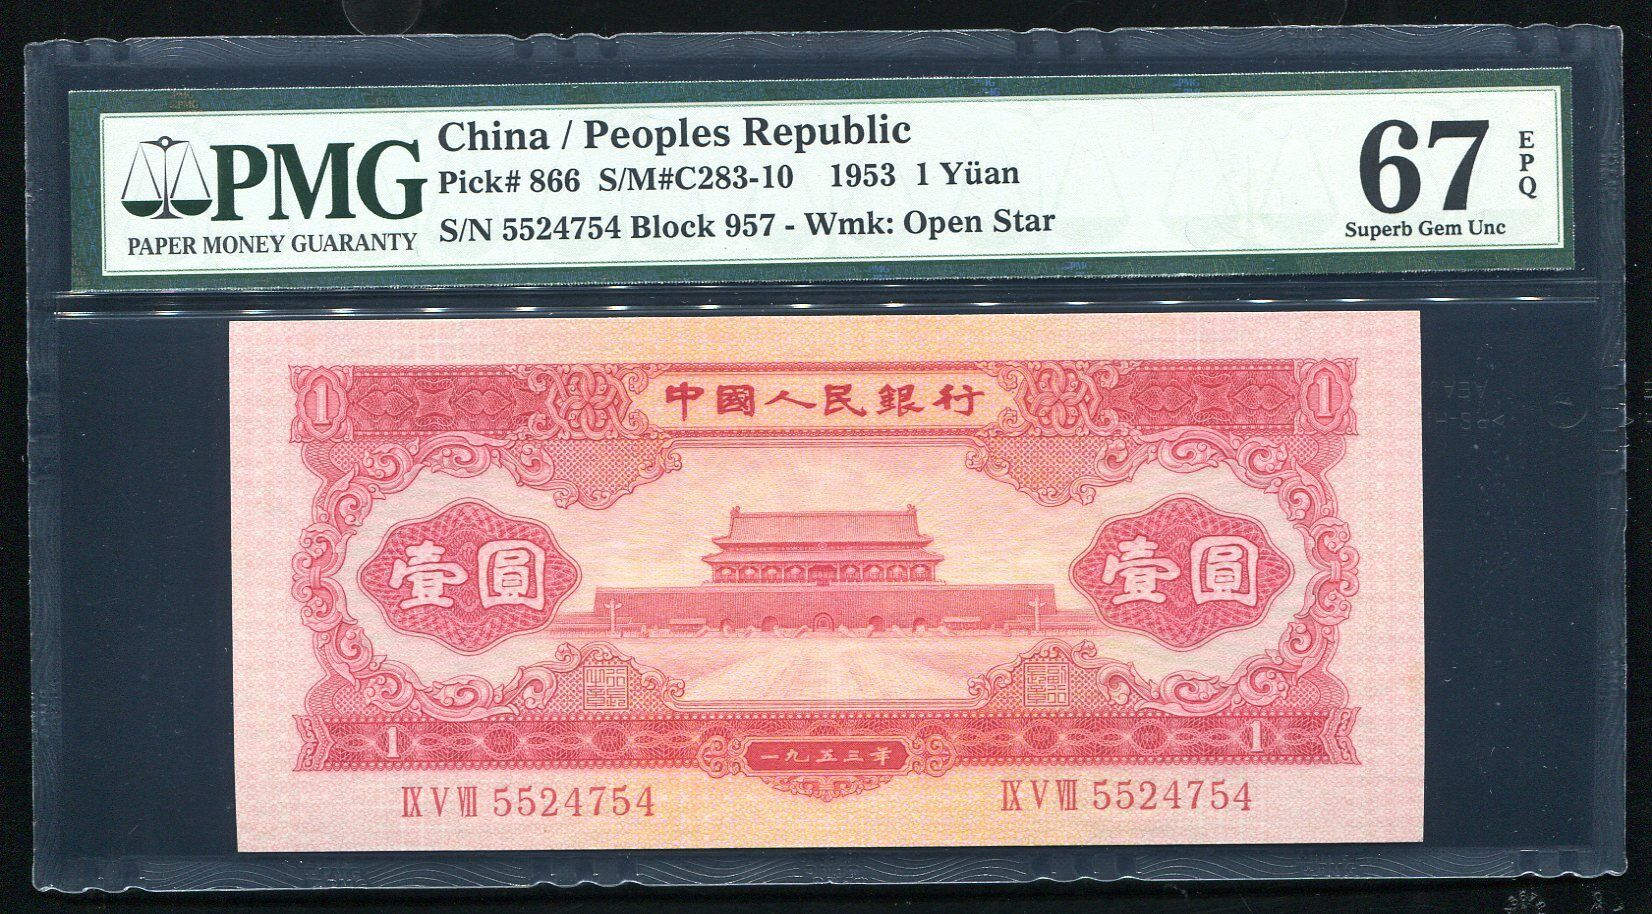 PMG
PAPER MONEY GUARANTY
China / Peoples Republic
Pick# 866 S/M#C283-10 1953 1 Yüan
S/N 5524754 Block 957 - Wmk: Open Star
67
EPQ
Superb Gem Unc
1 1
中國人民銀行
壹圓 壹圓
1 1
一九五三年
IX V VII 5524754 IX V VII 5524754